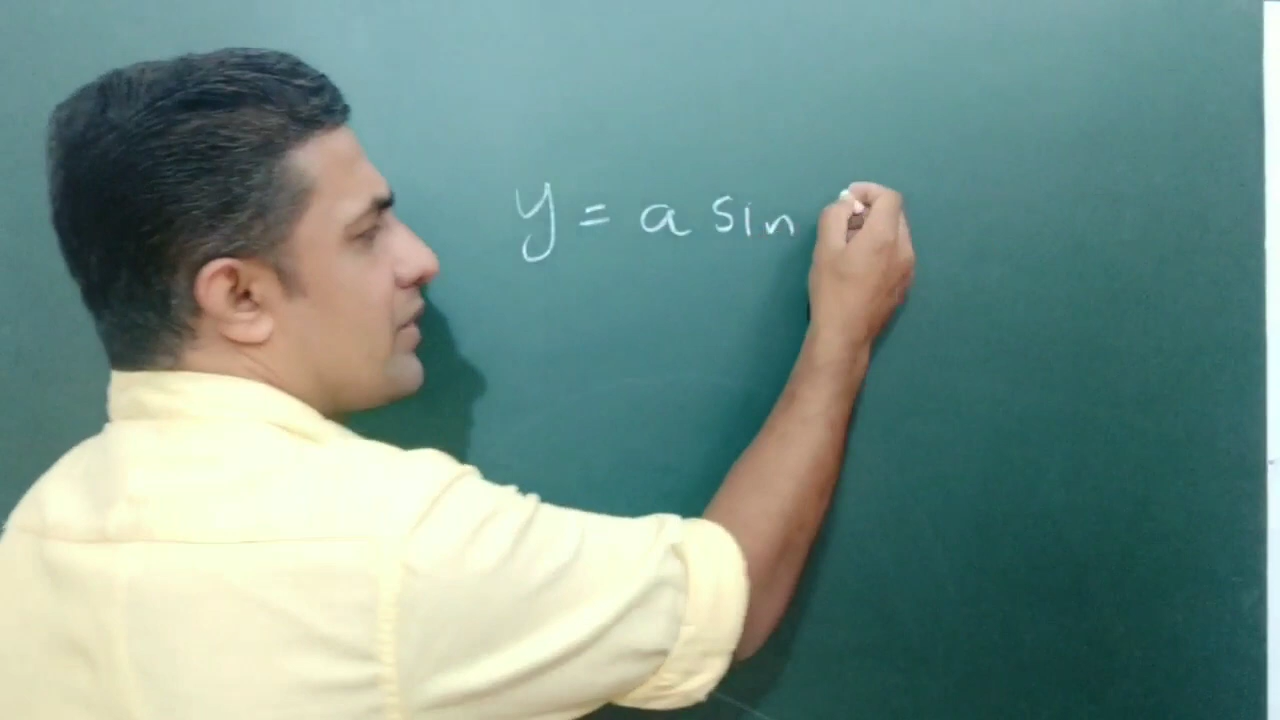 y = a sin